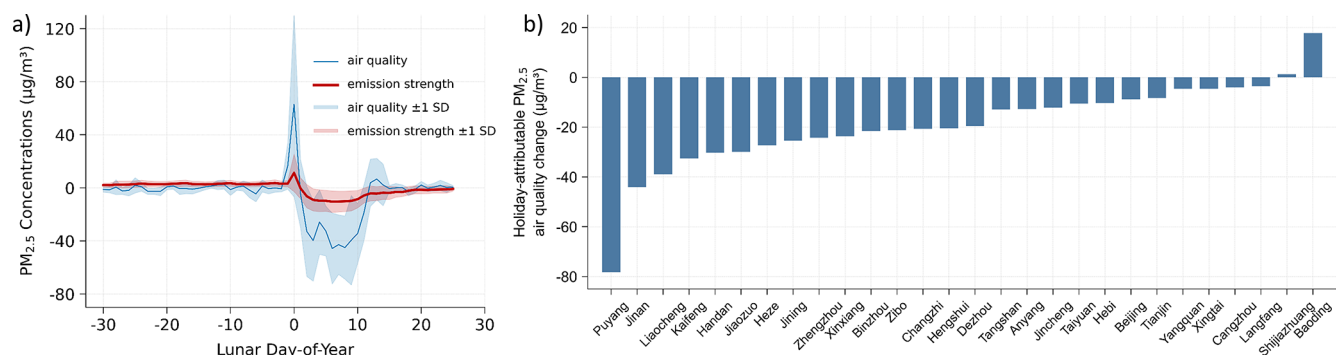 a)
120
80
40
0
-40
-80
PM2.5 Concentrations (µg/m³)
-30
-20
-10
0
10
20
30
Lunar Day-of-Year
air quality
emission strength
air quality ±1 SD
emission strength ±1 SD
b)
20
0
-20
-40
-60
-80
Holiday-attributable PM2.5
air quality change (µg/m³)
Puyang
Jinan
Liaocheng
Kaifeng
Handan
Jiaozuo
Heze
Jining
Zhengzhou
Xinxiang
Binzhou
Zibo
Changzhi
Hengshui
Dezhou
Tangshan
Anyang
Jincheng
Taiyuan
Hebi
Beijing
Tianjin
Yangquan
Xingtai
Cangzhou
Langfang
Shijiazhuang
Baoding